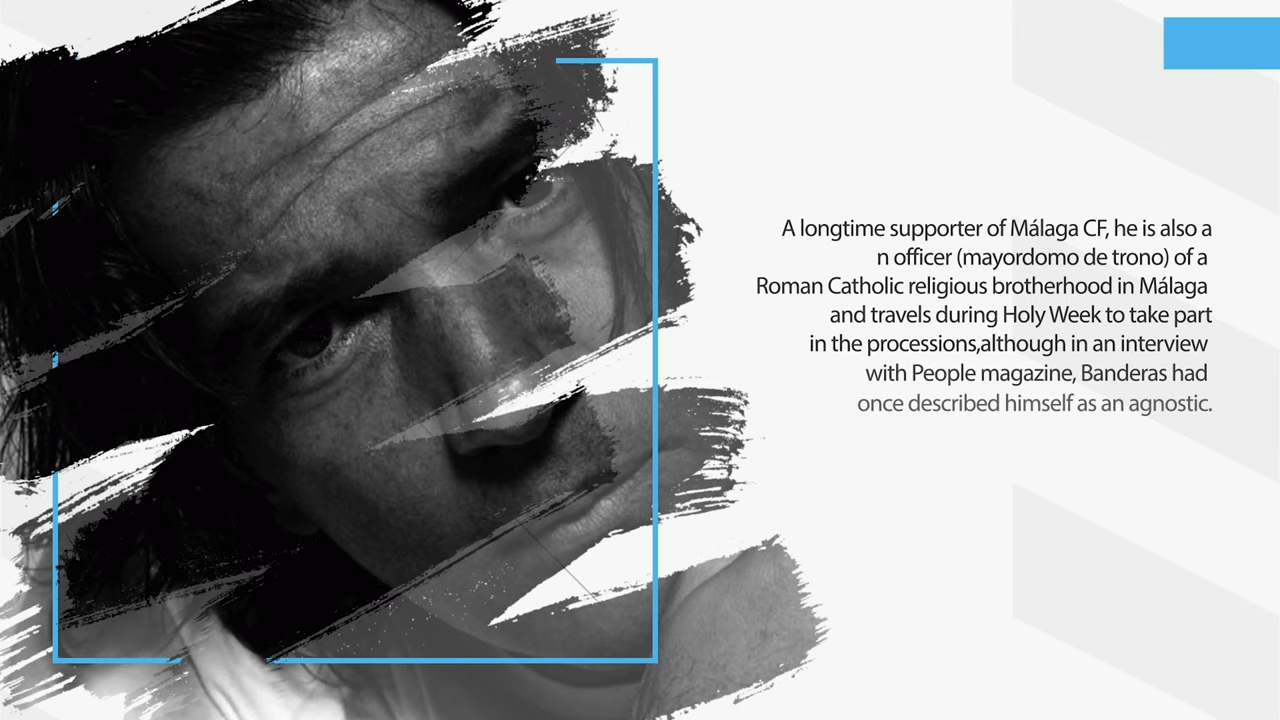 A longtime supporter of Málaga CF, he is also a
n officer (mayordomo de trono) of a
Roman Catholic religious brotherhood in Málaga
and travels during Holy Week to take part
in the processions,although in an interview
with People magazine, Banderas had
once described himself as an agnostic.